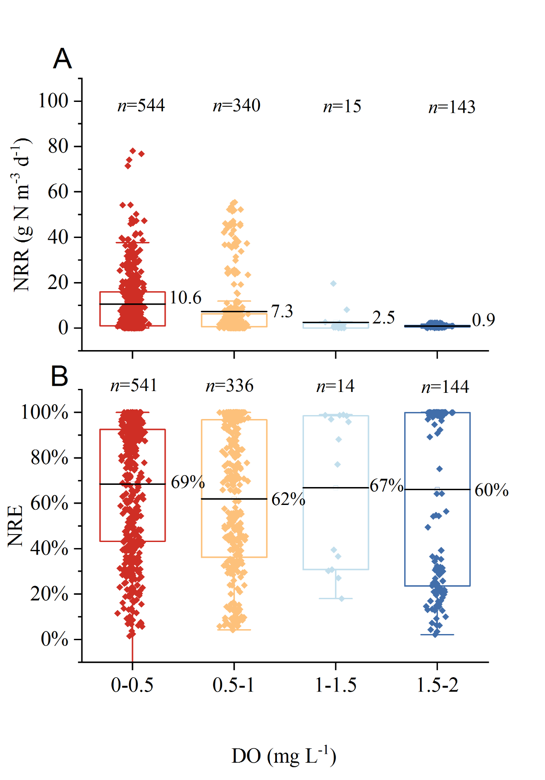 A
n=544 n=340 n=15 n=143
100
80
60
40
20
0
NRR (g N m⁻³ d⁻¹)
10.6 7.3 2.5 0.9
B
n=541 n=336 n=14 n=144
100%
80%
60%
40%
20%
0%
NRE
69% 62% 67% 60%
0-0.5 0.5-1 1-1.5 1.5-2
DO (mg L⁻¹)